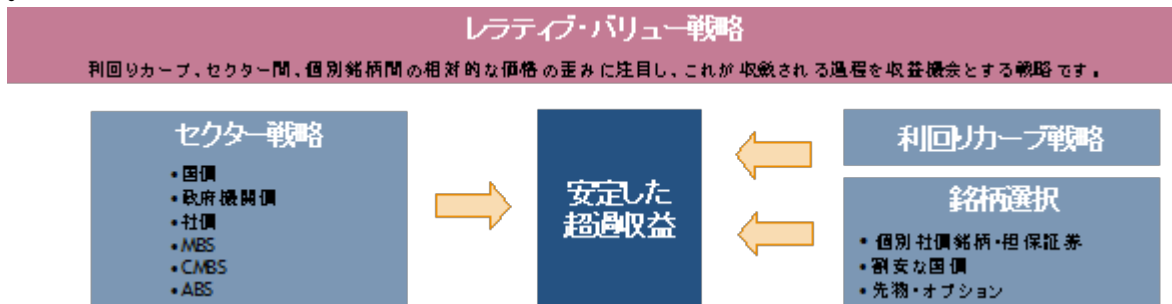 レラティブ・バリュー戦略
利回りカーブ、セクター間、個別銘柄間の相対的な価格の歪みに注目し、これが収斂される過程を収益機会とする戦略です。
セクター戦略
•国債
•政府機関債
•社債
•MBS
•CMBS
•ABS
安定した
超過収益
利回りカーブ戦略
銘柄選択
• 個別社債銘柄・担保証券
•割安な国債
•先物・オプション